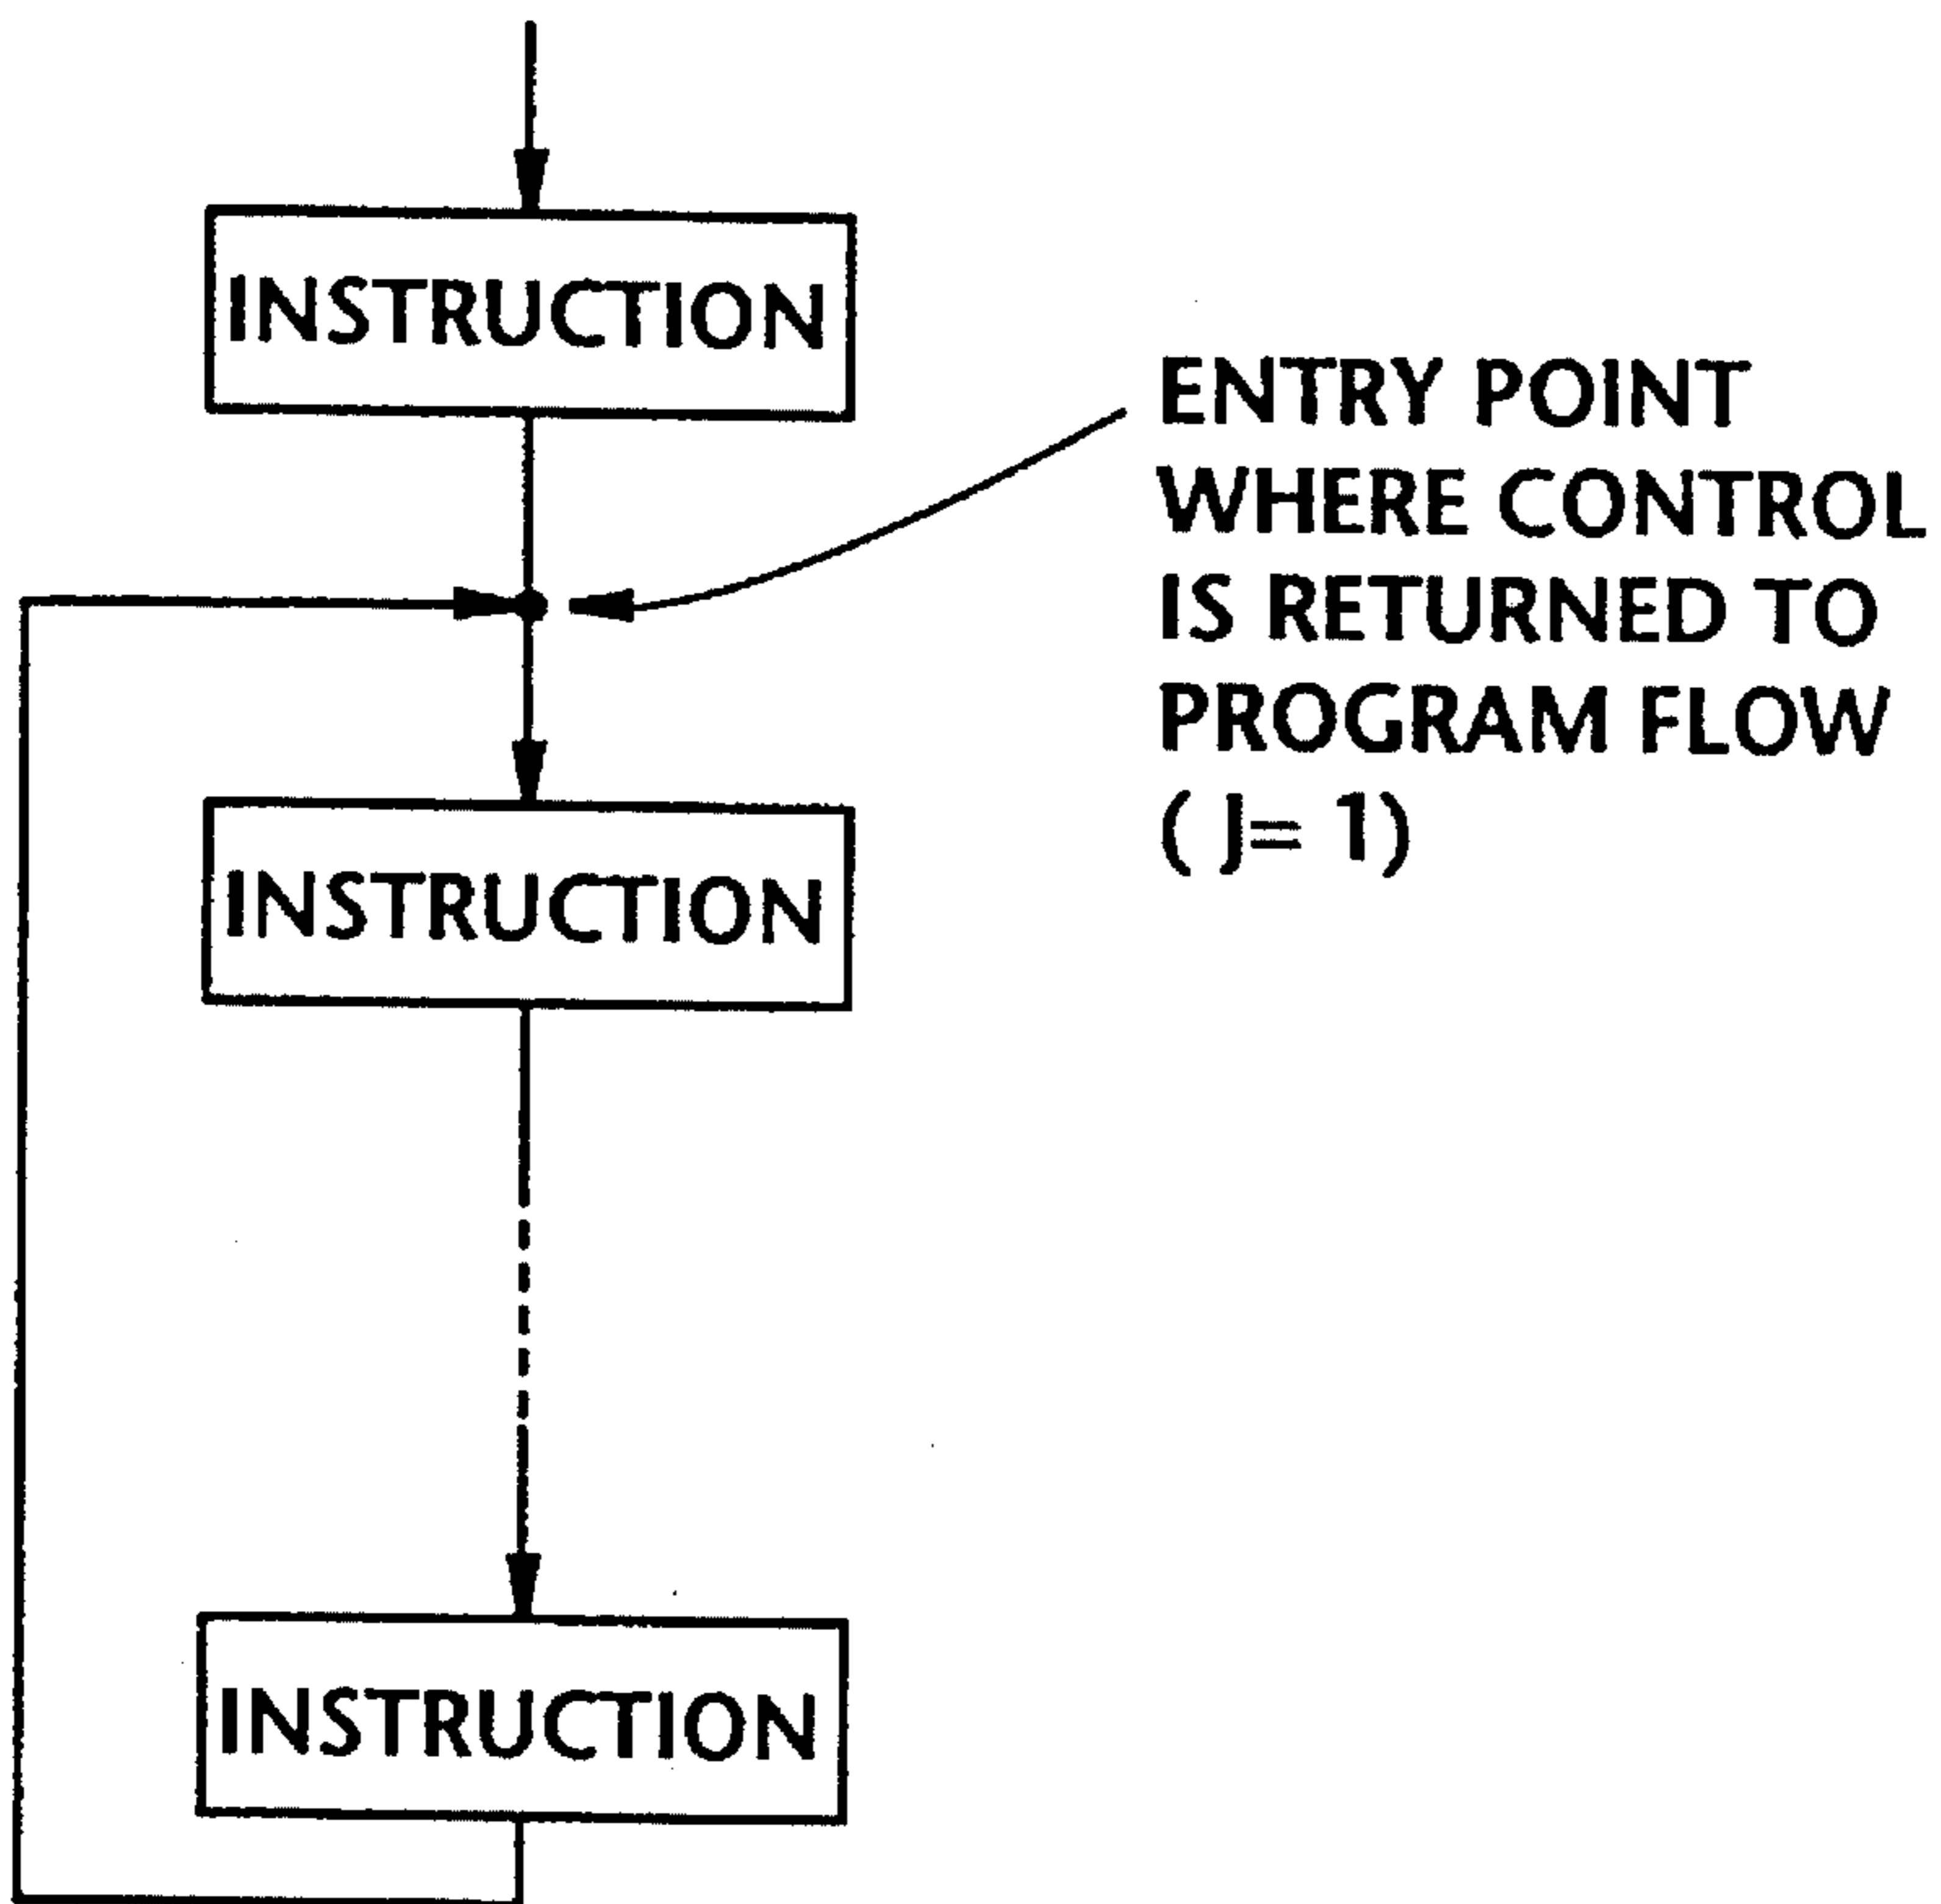 INSTRUCTION
ENTRY POINT
WHERE CONTROL
IS RETURNED TO
PROGRAM FLOW
( J= 1)
INSTRUCTION
INSTRUCTION